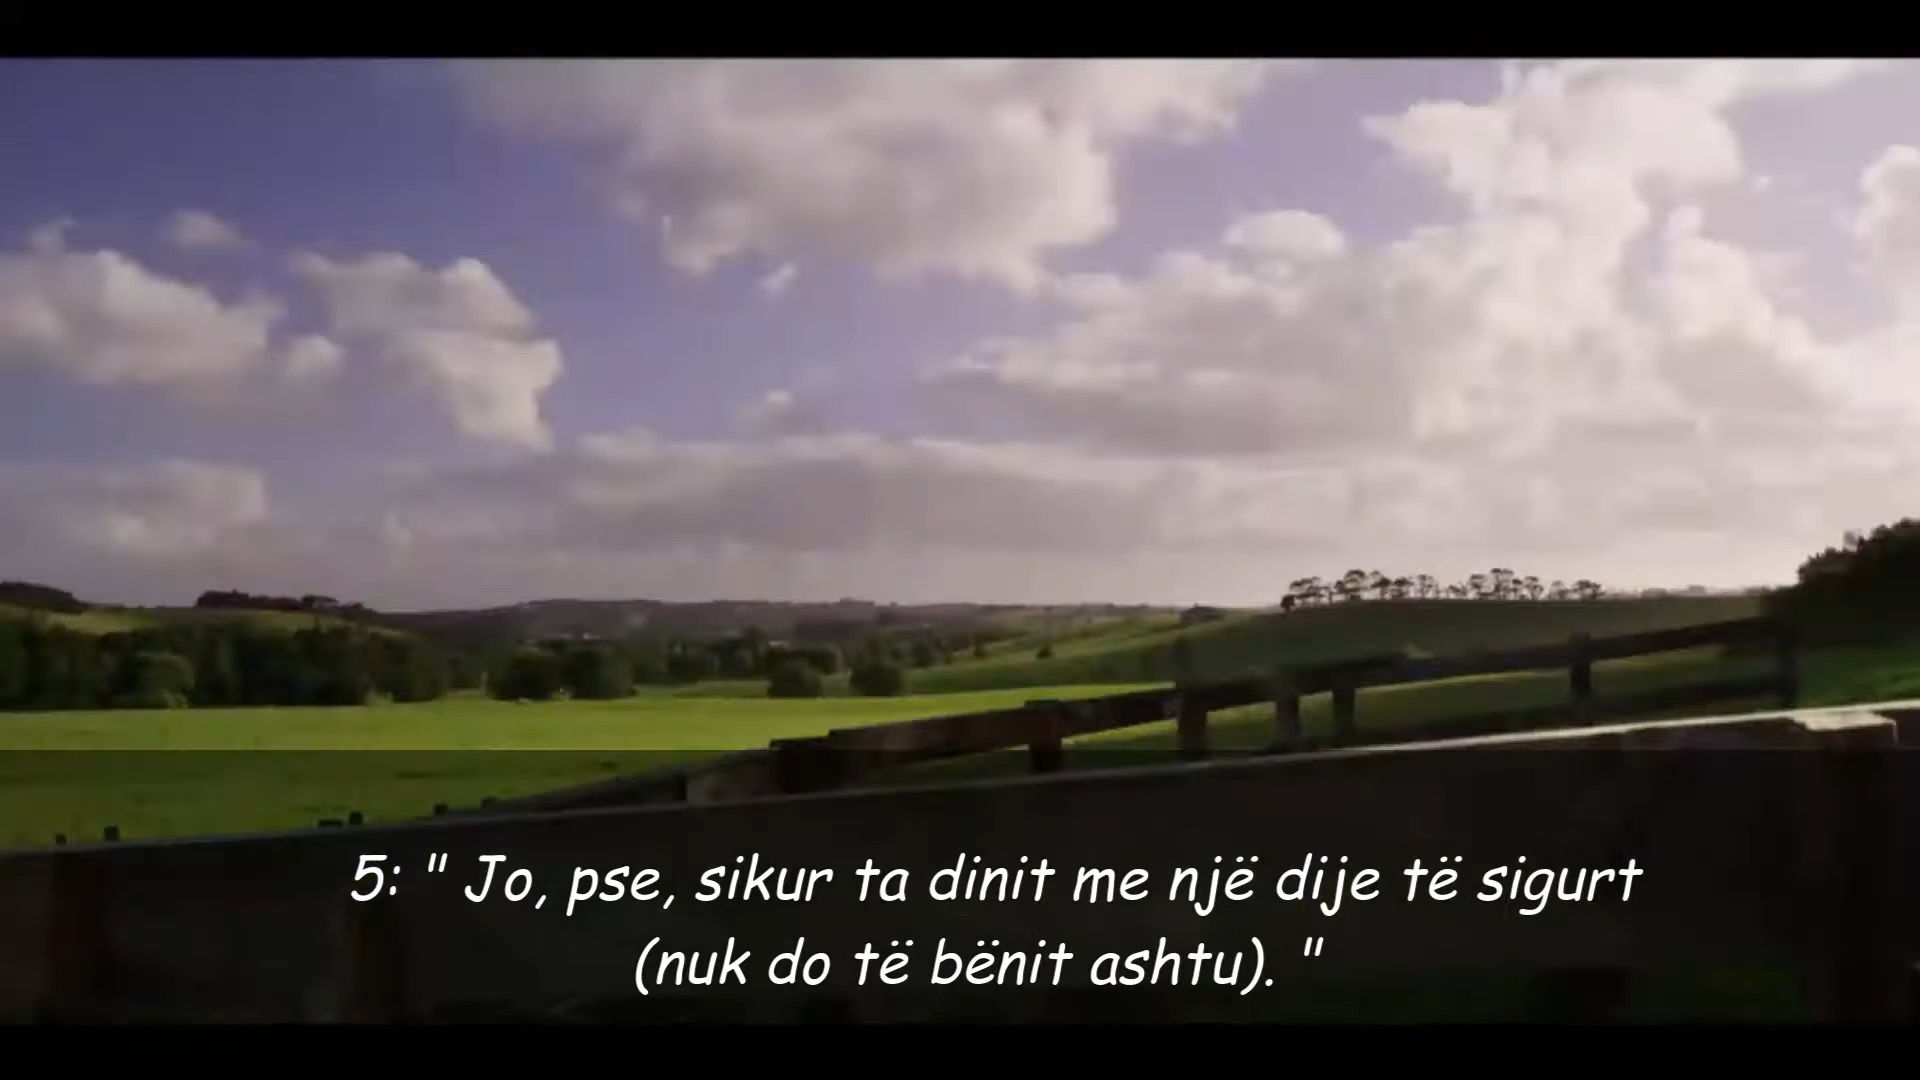 5: " Jo, pse, sikur ta dinit me një dije të sigurt
(nuk do të bënit ashtu). "